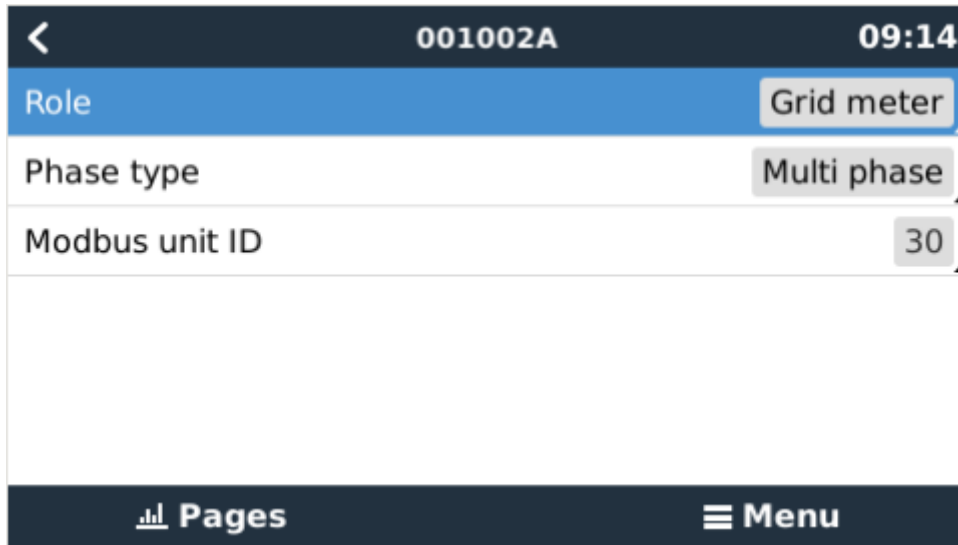 001002A 09:14
Role Grid meter
Phase type Multi phase
Modbus unit ID 30
Pages Menu